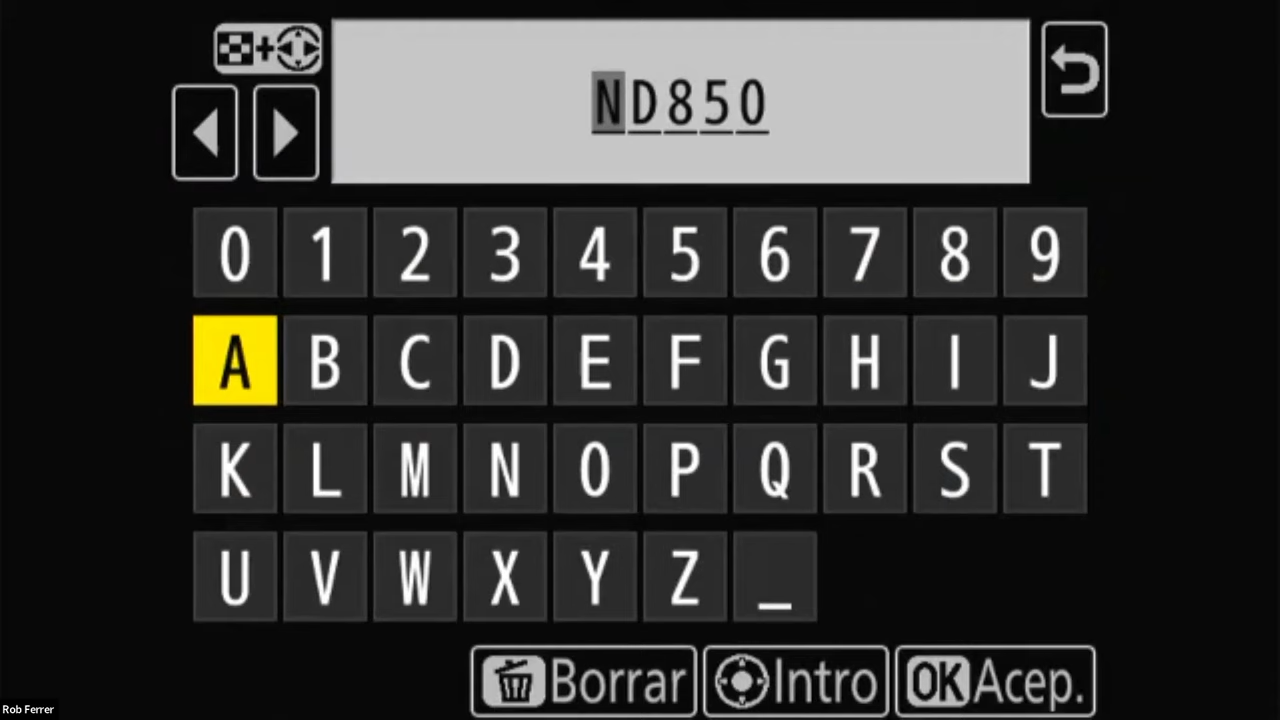 ND850
0 1 2 3 4 5 6 7 8 9
A B C D E F G H I J
K L M N O P Q R S T
U V W X Y Z _
Borrar Intro OK Acep.
Rob Ferrer